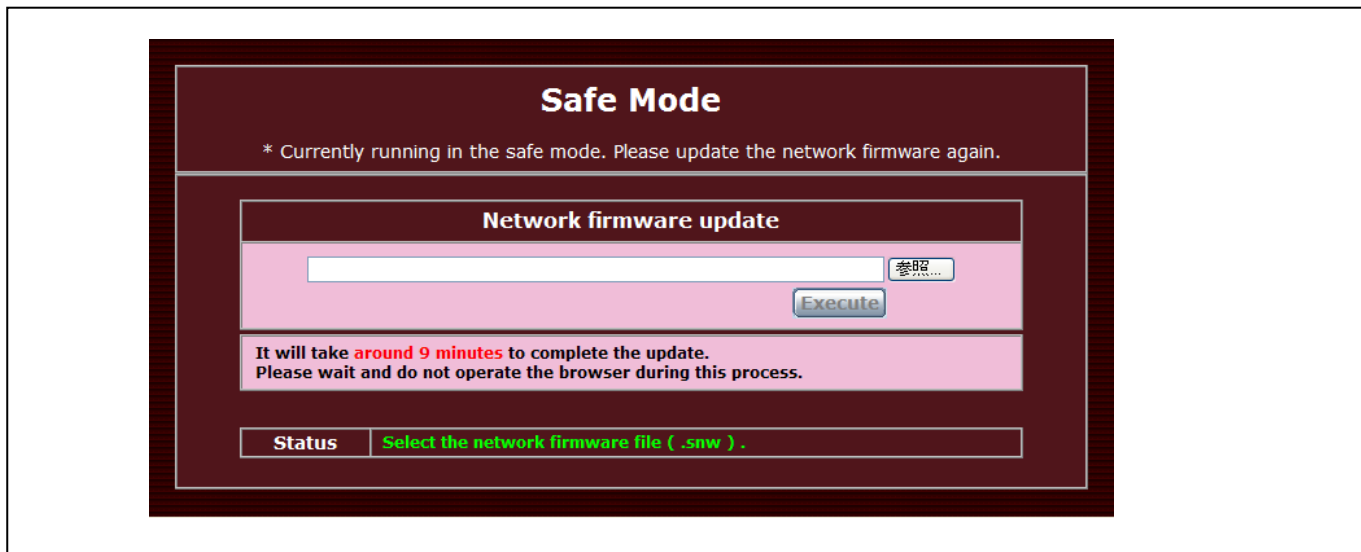 Safe Mode
* Currently running in the safe mode. Please update the network firmware again.
Network firmware update
参照...
Execute
It will take around 9 minutes to complete the update.
Please wait and do not operate the browser during this process.
Status Select the network firmware file ( .snw ) .